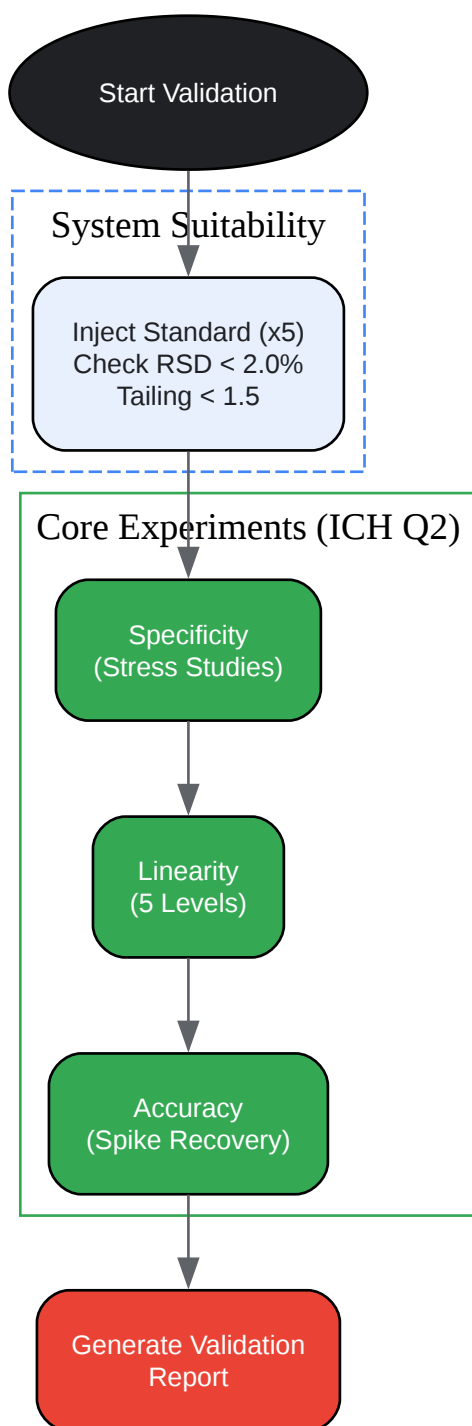 Start Validation
System Suitability
Inject Standard (x5)
Check RSD < 2.0%
Tailing < 1.5
Core Experiments (ICH Q2)
Specificity
(Stress Studies)
Linearity
(5 Levels)
Accuracy
(Spike Recovery)
Generate Validation
Report